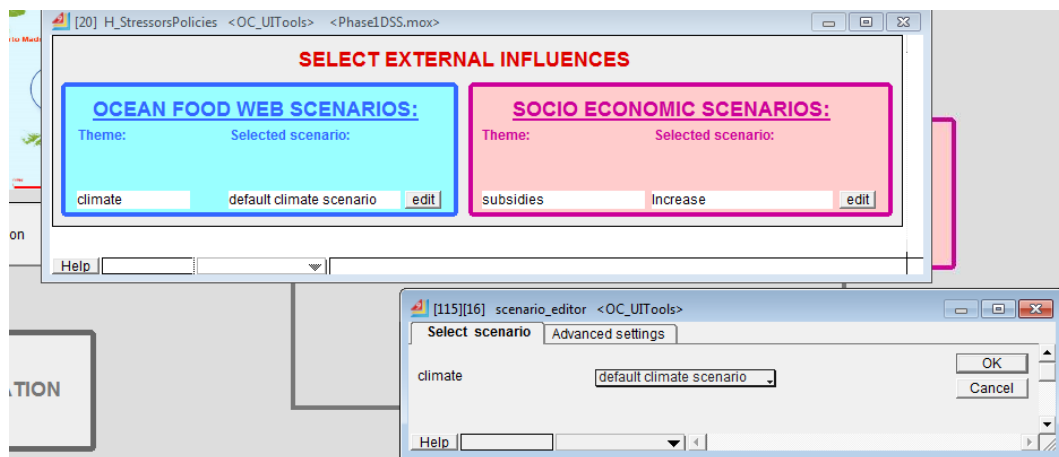 [20] H_StressorsPolicies <OC_UITools> <Phase1DSS.mox>
SELECT EXTERNAL INFLUENCES
OCEAN FOOD WEB SCENARIOS:
Theme: Selected scenario:
climate default climate scenario edit
SOCIO ECONOMIC SCENARIOS:
Theme: Selected scenario:
subsidies Increase edit
Help
on
TION
[115][16] scenario_editor <OC_UITools>
Select scenario Advanced settings
climate default climate scenario
OK
Cancel
Help